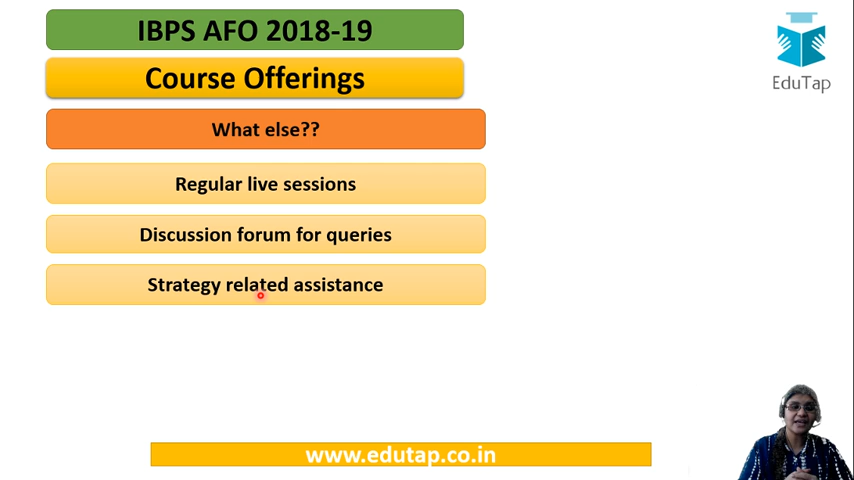 IBPS AFO 2018-19
Course Offerings
EduTap
What else??
Regular live sessions
Discussion forum for queries
Strategy related assistance
www.edutap.co.in